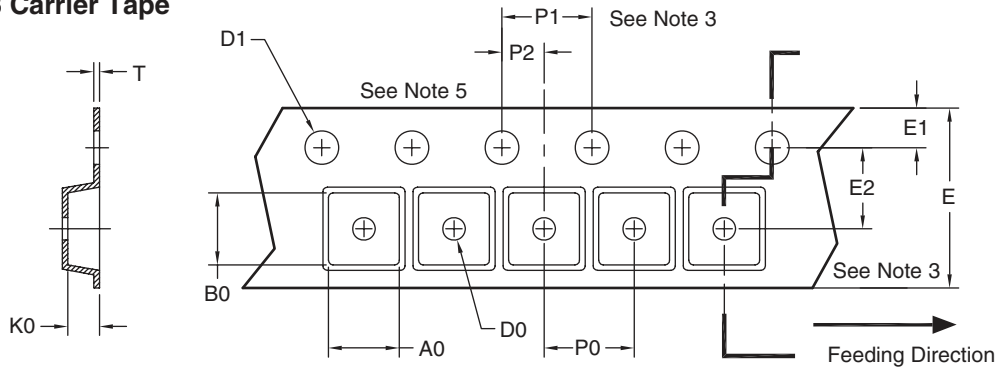 Carrier Tape
P1
See Note 3
D1
P2
T
See Note 5
E1
E2
E
B0
See Note 3
K0
A0
D0
P0
Feeding Direction